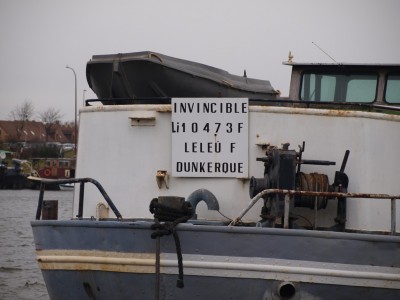 INVINCIBLE
Li10473F
LELEU F
DUNKERQUE